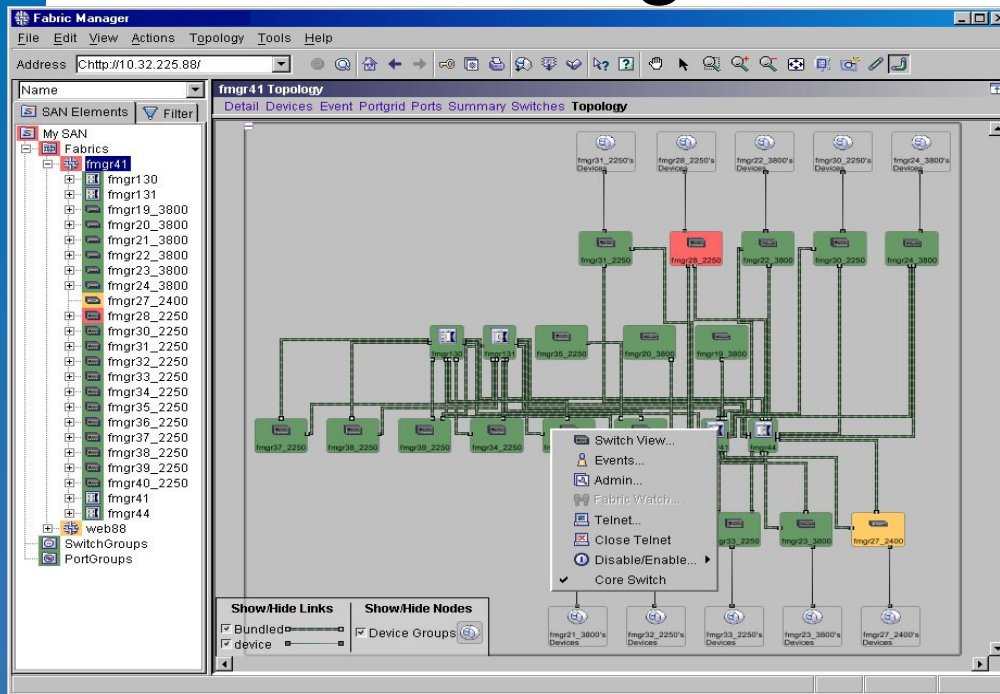 Fabric Manager
File Edit View Actions Topology Tools Help
Address Chttp://10.32.225.88/
Name
SAN Elements Filter
My SAN
Fabrics
fmgr41
fmgr130
fmgr131
fmgr19_3800
fmgr20_3800
fmgr21_3800
fmgr22_3800
fmgr23_3800
fmgr24_3800
fmgr27_2400
fmgr28_2250
fmgr30_2250
fmgr31_2250
fmgr32_2250
fmgr33_2250
fmgr34_2250
fmgr35_2250
fmgr36_2250
fmgr37_2250
fmgr38_2250
fmgr39_2250
fmgr40_2250
fmgr41
fmgr44
web88
SwitchGroups
PortGroups
fmgr41 Topology
Detail Devices Event Portgrid Ports Summary Switches Topology
fmgr31_2250's fmgr28_2250's fmgr22_3800's fmgr30_2250's fmgr24_3800's
Devices Devices Devices Devices Devices
fmgr31_2250 fmgr28_2250 fmgr22_3800 fmgr30_2250 fmgr24_3800
fmgr130 fmgr131 fmgr35_2250 fmgr20_3800 fmgr19_3800
fmgr37_2250 fmgr38_2250 fmgr39_2250 fmgr34_2250 fmgr44
Switch View...
Events...
Admin...
Fabric Watch...
Telnet...
Close Telnet
Disable/Enable...
Core Switch
gr33_2250 fmgr23_3800 fmgr27_2400
fmgr21_3800's fmgr32_2250's fmgr33_2250's fmgr23_3800's fmgr27_2400's
Devices Devices Devices Devices Devices
Show/Hide Links Show/Hide Nodes
Bundled Device Groups
device